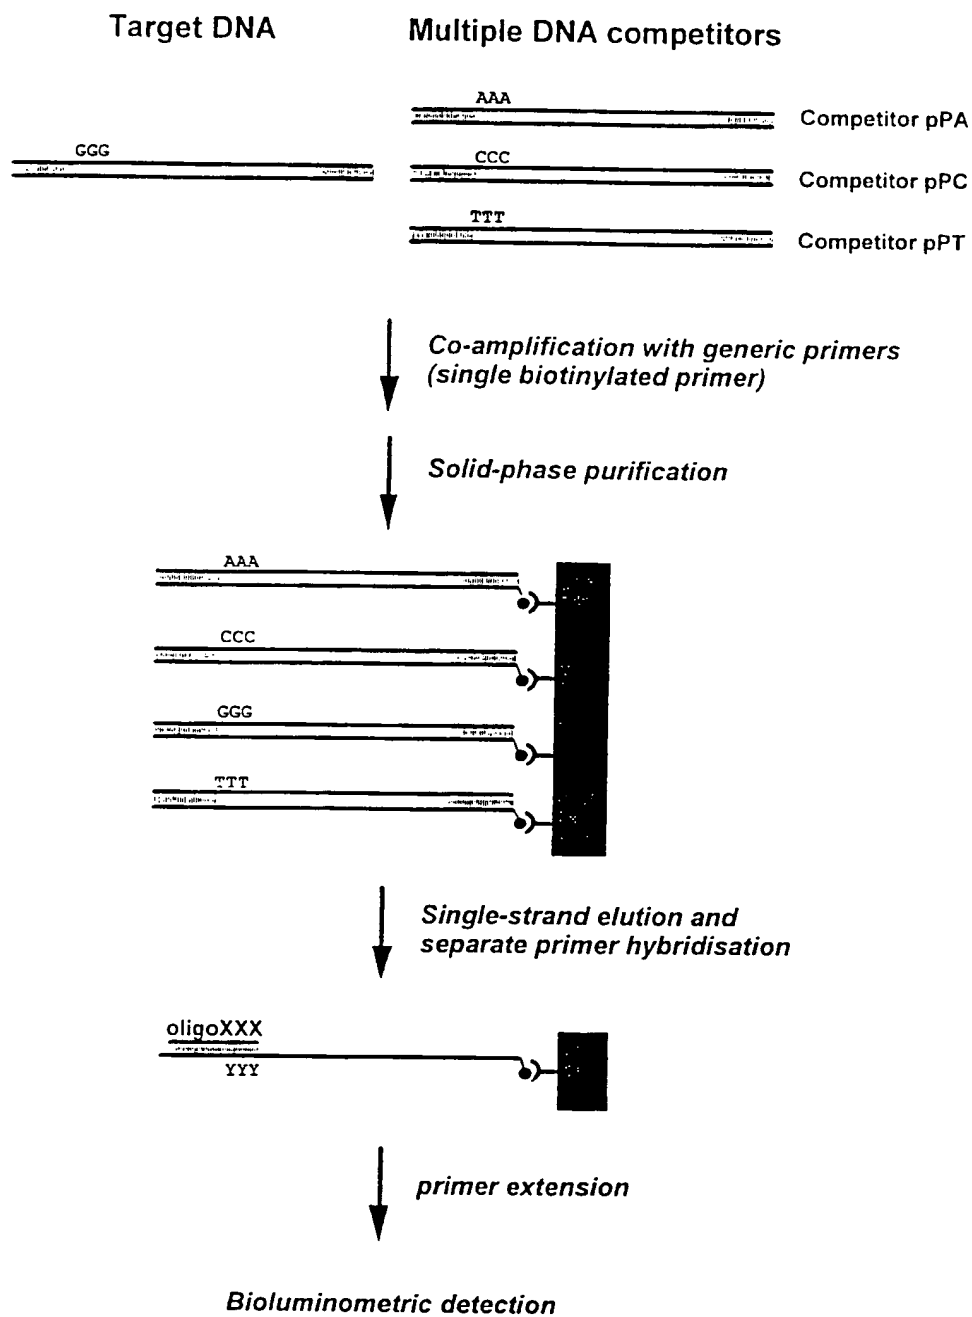 Target DNA
Multiple DNA competitors
AAA
Competitor pPA
GGG
CCC
Competitor pPC
TTT
Competitor pPT
Co-amplification with generic primers
(single biotinylated primer)
Solid-phase purification
AAA
CCC
GGG
TTT
Single-strand elution and
separate primer hybridisation
oligoXXX
YYY
primer extension
Bioluminometric detection